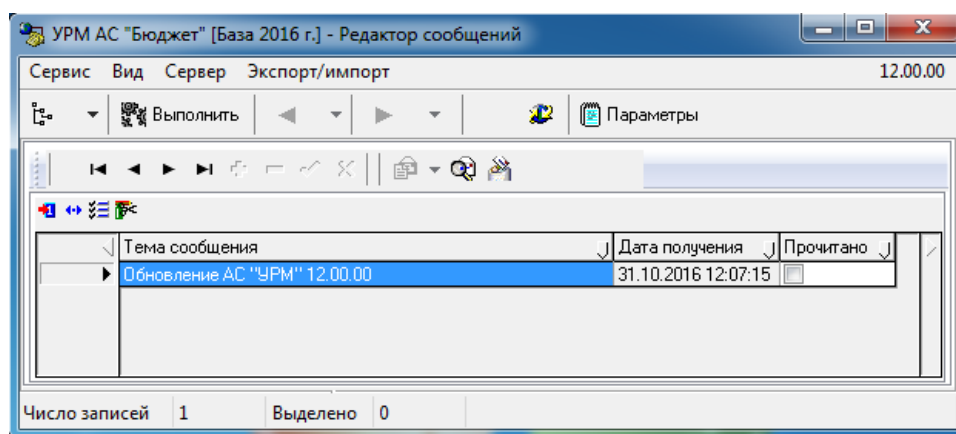 УРМ АС "Бюджет" [База 2016 г.] - Редактор сообщений
Сервис Вид Сервер Экспорт/импорт 12.00.00
Выполнить Параметры
Тема сообщения Дата получения Прочитано
Обновление АС "УРМ" 12.00.00 31.10.2016 12:07:15
Число записей 1 Выделено 0